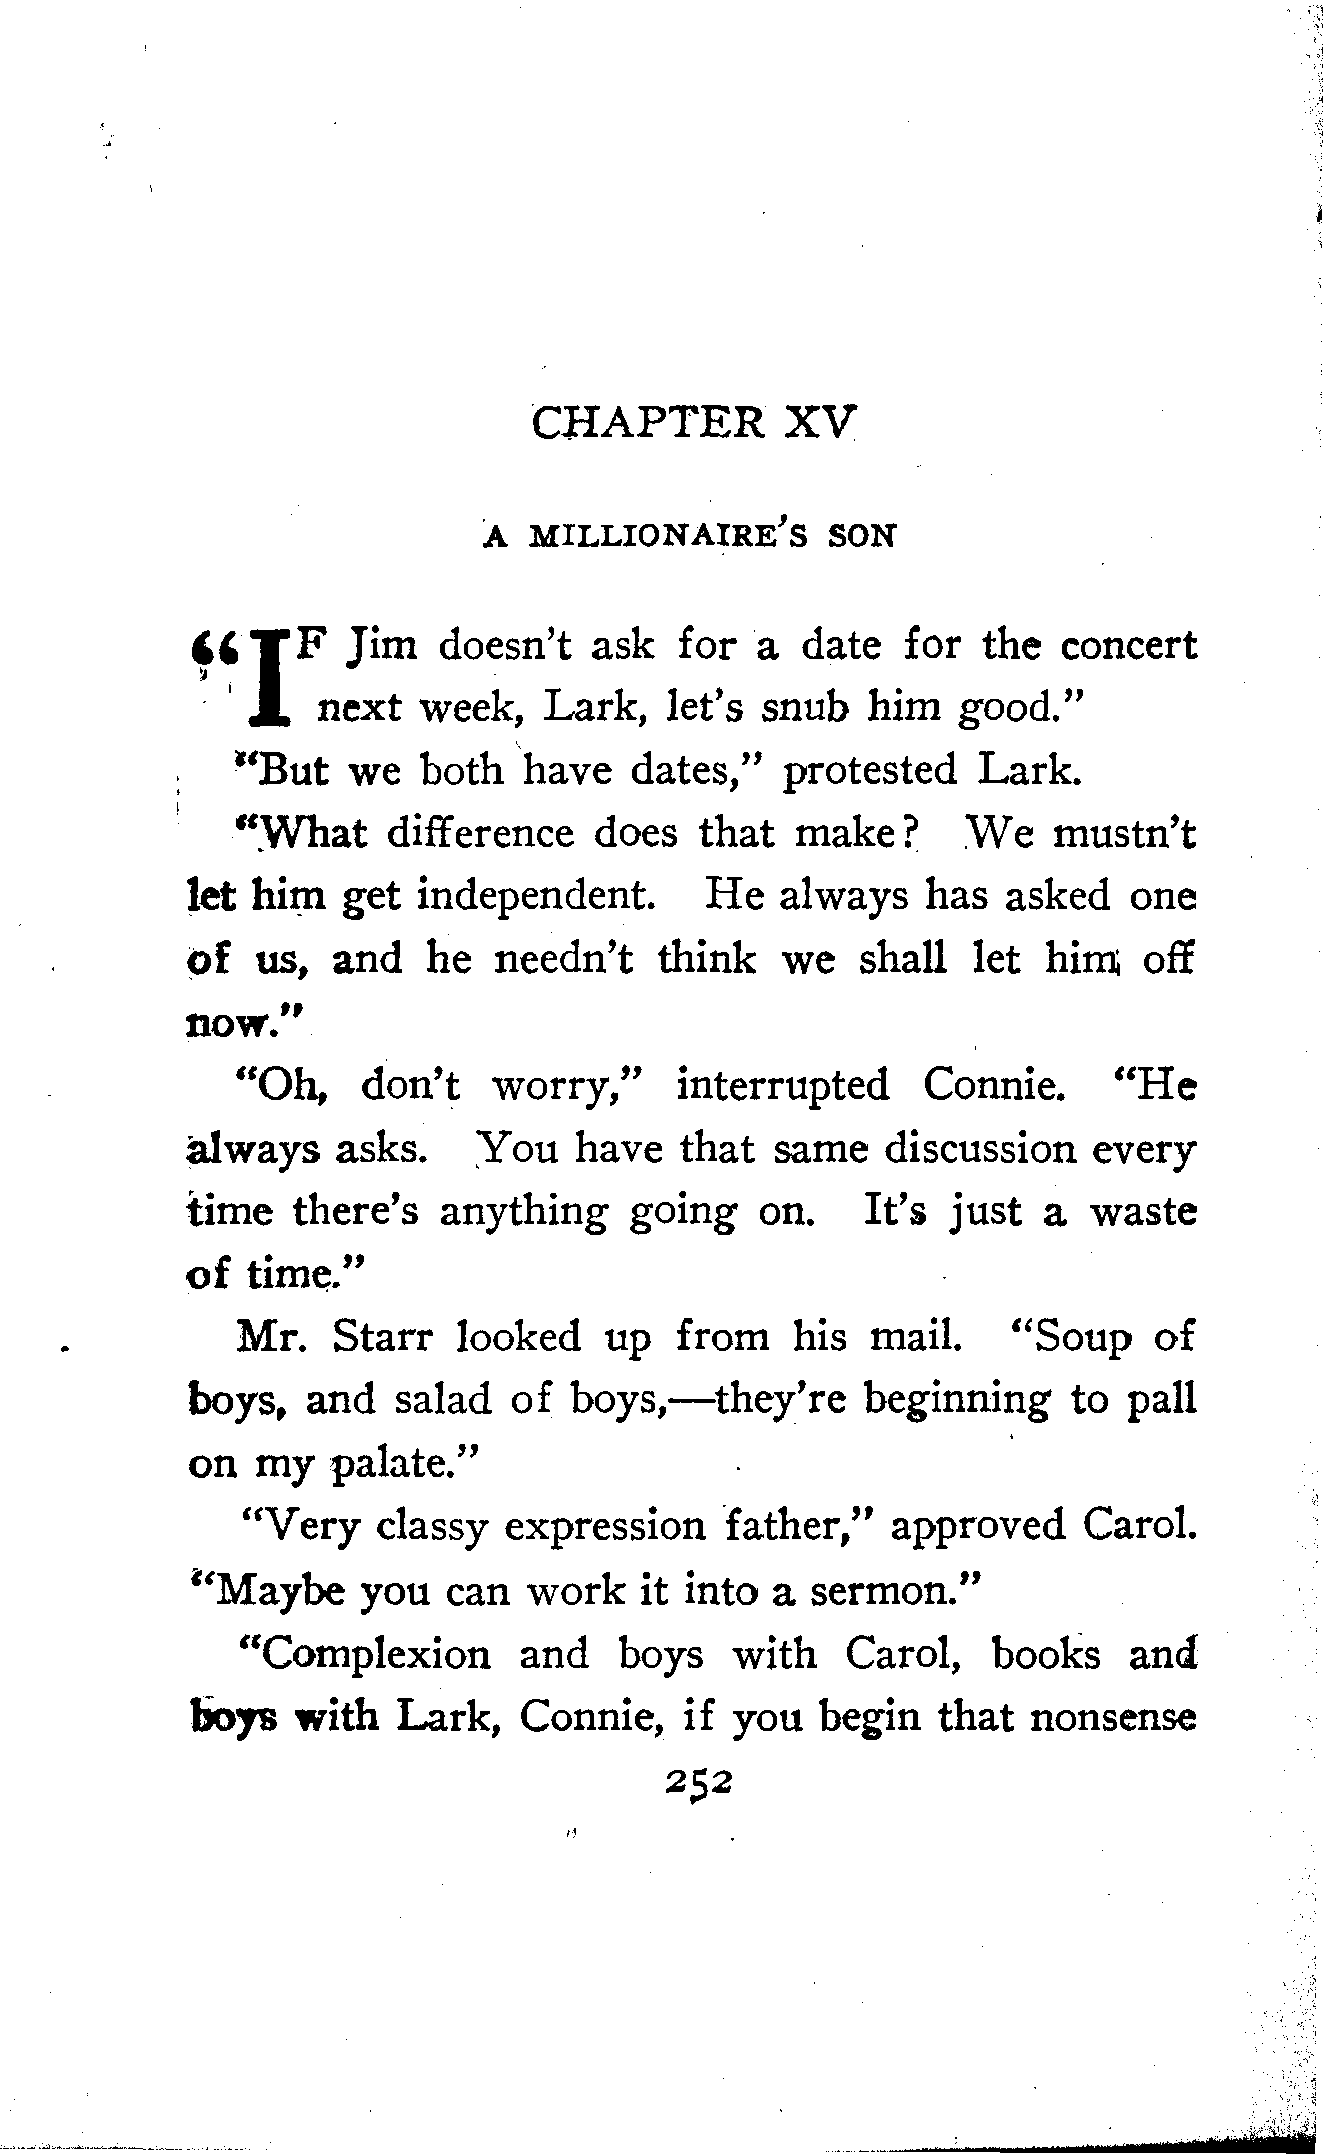 CHAPTER XV
A MILLIONAIRE'S SON
“IF Jim doesn't ask for a date for the concert
next week, Lark, let's snub him good.”
“But we both have dates,” protested Lark.
“What difference does that make? We mustn't
let him get independent. He always has asked one
of us, and he needn't think we shall let him off
now.”
“Oh, don't worry,” interrupted Connie. “He
always asks. You have that same discussion every
time there's anything going on. It's just a waste
of time.”
Mr. Starr looked up from his mail. “Soup of
boys, and salad of boys,—they're beginning to pall
on my palate.”
“Very classy expression father,” approved Carol.
“Maybe you can work it into a sermon.”
“Complexion and boys with Carol, books and
boys with Lark, Connie, if you begin that nonsense
252